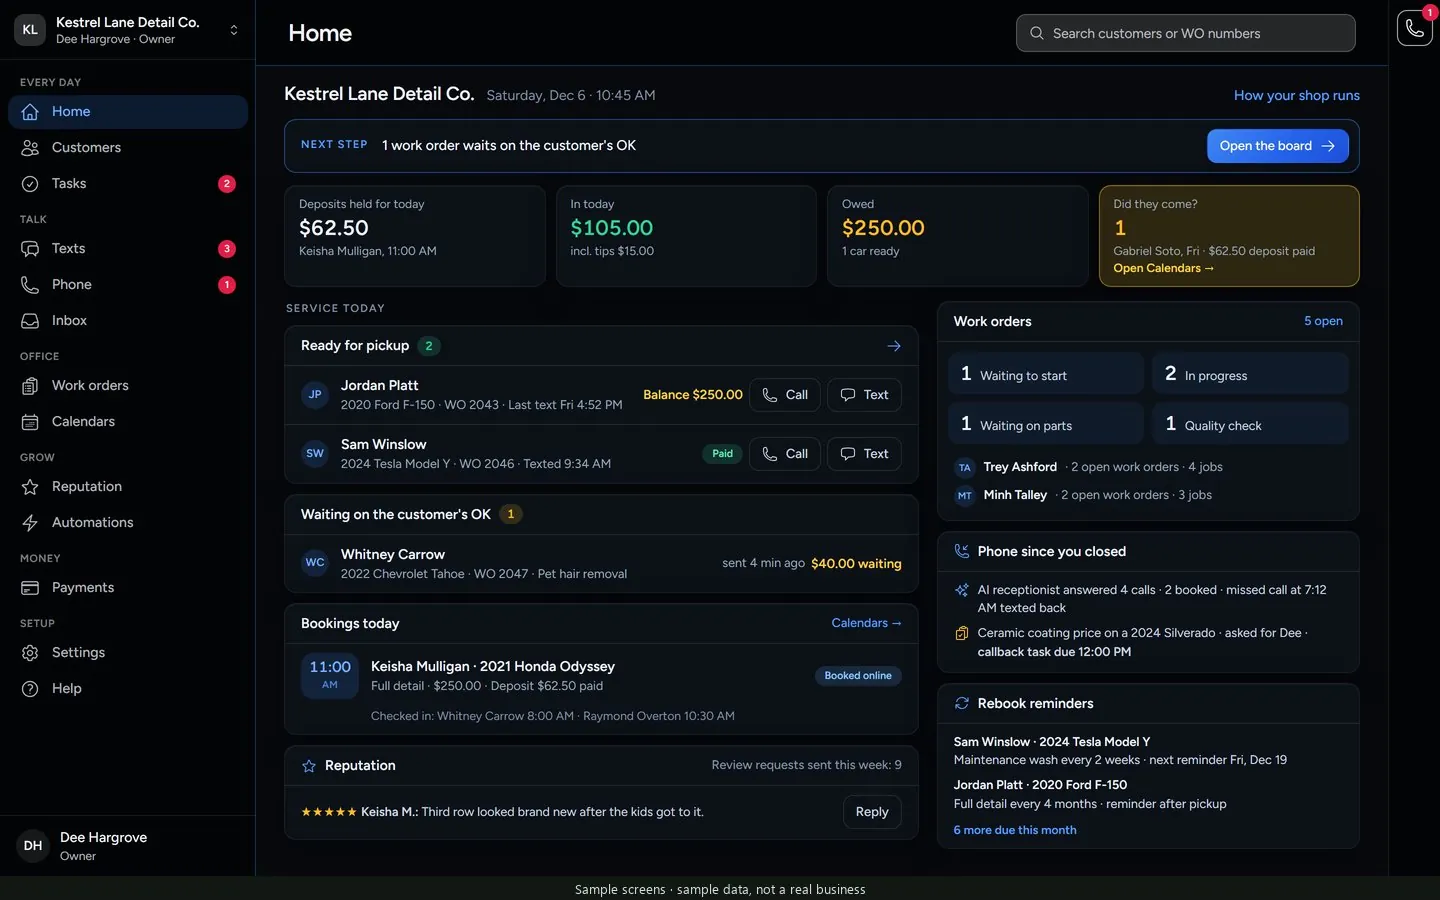 KL
Kestrel Lane Detail Co.
Dee Hargrove · Owner
EVERY DAY
Home
Customers
Tasks
2
TALK
Texts
3
Phone
1
Inbox
OFFICE
Work orders
Calendars
GROW
Reputation
Automations
MONEY
Payments
SETUP
Settings
Help
DH
Dee Hargrove
Owner
Home
Search customers or WO numbers
1
Kestrel Lane Detail Co. Saturday, Dec 6 · 10:45 AM
How your shop runs
NEXT STEP 1 work order waits on the customer's OK
Open the board →
Deposits held for today
$62.50
Keisha Mulligan, 11:00 AM
In today
$105.00
incl. tips $15.00
Owed
$250.00
1 car ready
Did they come?
1
Gabriel Soto, Fri · $62.50 deposit paid
Open Calendars →
SERVICE TODAY
Ready for pickup 2
→
JP
Jordan Platt
2020 Ford F-150 · WO 2043 · Last text Fri 4:52 PM
Balance $250.00
Call
Text
SW
Sam Winslow
2024 Tesla Model Y · WO 2046 · Texted 9:34 AM
Paid
Call
Text
Waiting on the customer's OK 1
WC
Whitney Carrow
2022 Chevrolet Tahoe · WO 2047 · Pet hair removal
sent 4 min ago $40.00 waiting
Bookings today
Calendars →
11:00
AM
Keisha Mulligan · 2021 Honda Odyssey
Full detail · $250.00 · Deposit $62.50 paid
Booked online
Checked in: Whitney Carrow 8:00 AM · Raymond Overton 10:30 AM
Reputation
Review requests sent this week: 9
★★★★★ Keisha M.: Third row looked brand new after the kids got to it.
Reply
Work orders
5 open
1 Waiting to start
2 In progress
1 Waiting on parts
1 Quality check
TA Trey Ashford · 2 open work orders · 4 jobs
MT Minh Talley · 2 open work orders · 3 jobs
Phone since you closed
AI receptionist answered 4 calls · 2 booked · missed call at 7:12
AM texted back
Ceramic coating price on a 2024 Silverado · asked for Dee ·
callback task due 12:00 PM
Rebook reminders
Sam Winslow · 2024 Tesla Model Y
Maintenance wash every 2 weeks · next reminder Fri, Dec 19
Jordan Platt · 2020 Ford F-150
Full detail every 4 months · reminder after pickup
6 more due this month
Sample screens · sample data, not a real business